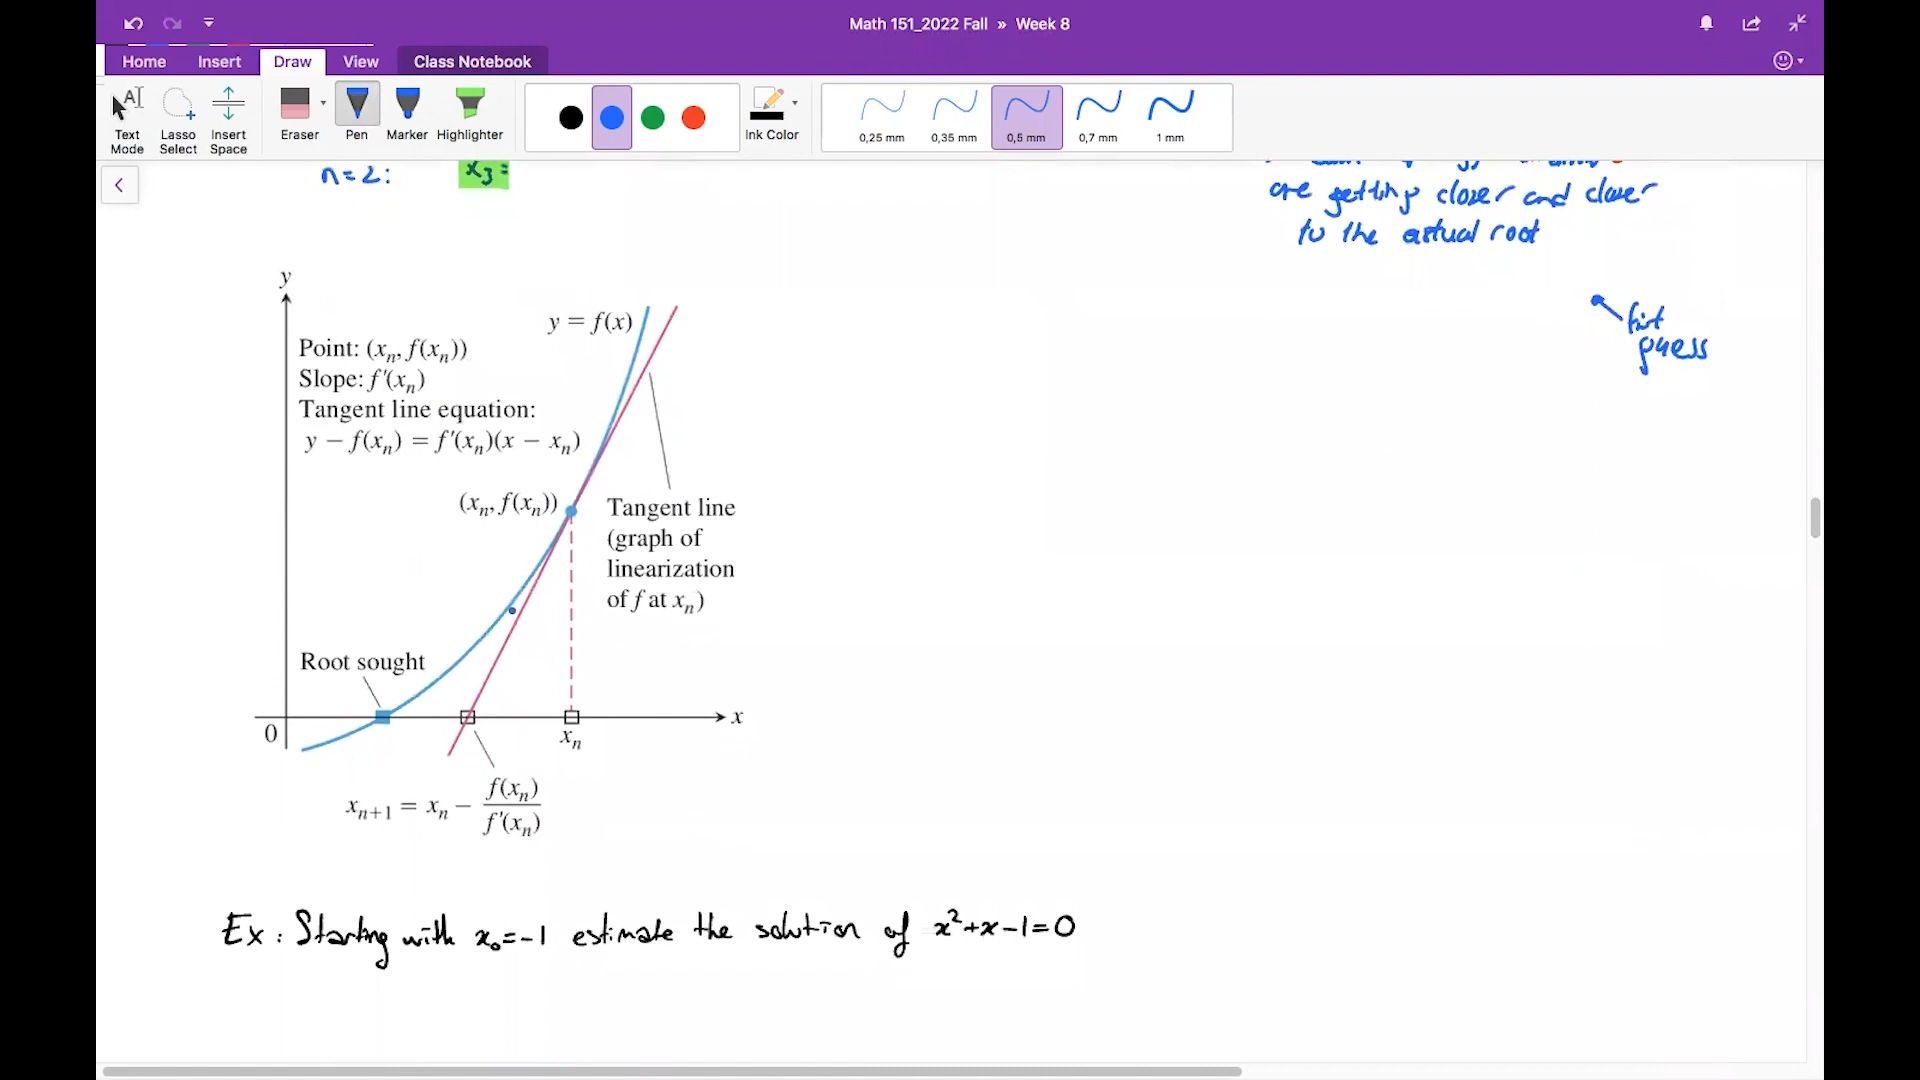 Math 151_2022 Fall » Week 8
Home Insert Draw View Class Notebook
Text Mode
Lasso Select
Insert Space
Eraser
Pen
Marker
Highlighter
Ink Color
0,25 mm
0,35 mm
0,5 mm
0,7 mm
1 mm
n=2: x₃=
are getting closer and closer
to the actual root
first
guess
y
y = f(x)
Point: (xₙ, f(xₙ))
Slope: f′(xₙ)
Tangent line equation:
y − f(xₙ) = f′(xₙ)(x − xₙ)
(xₙ, f(xₙ))
Tangent line
(graph of
linearization
of f at xₙ)
Root sought
0
xₙ
x
xₙ₊₁ = xₙ − f(xₙ)/f′(xₙ)
Ex: Starting with x₀=-1 estimate the solution of x²+x-1=0